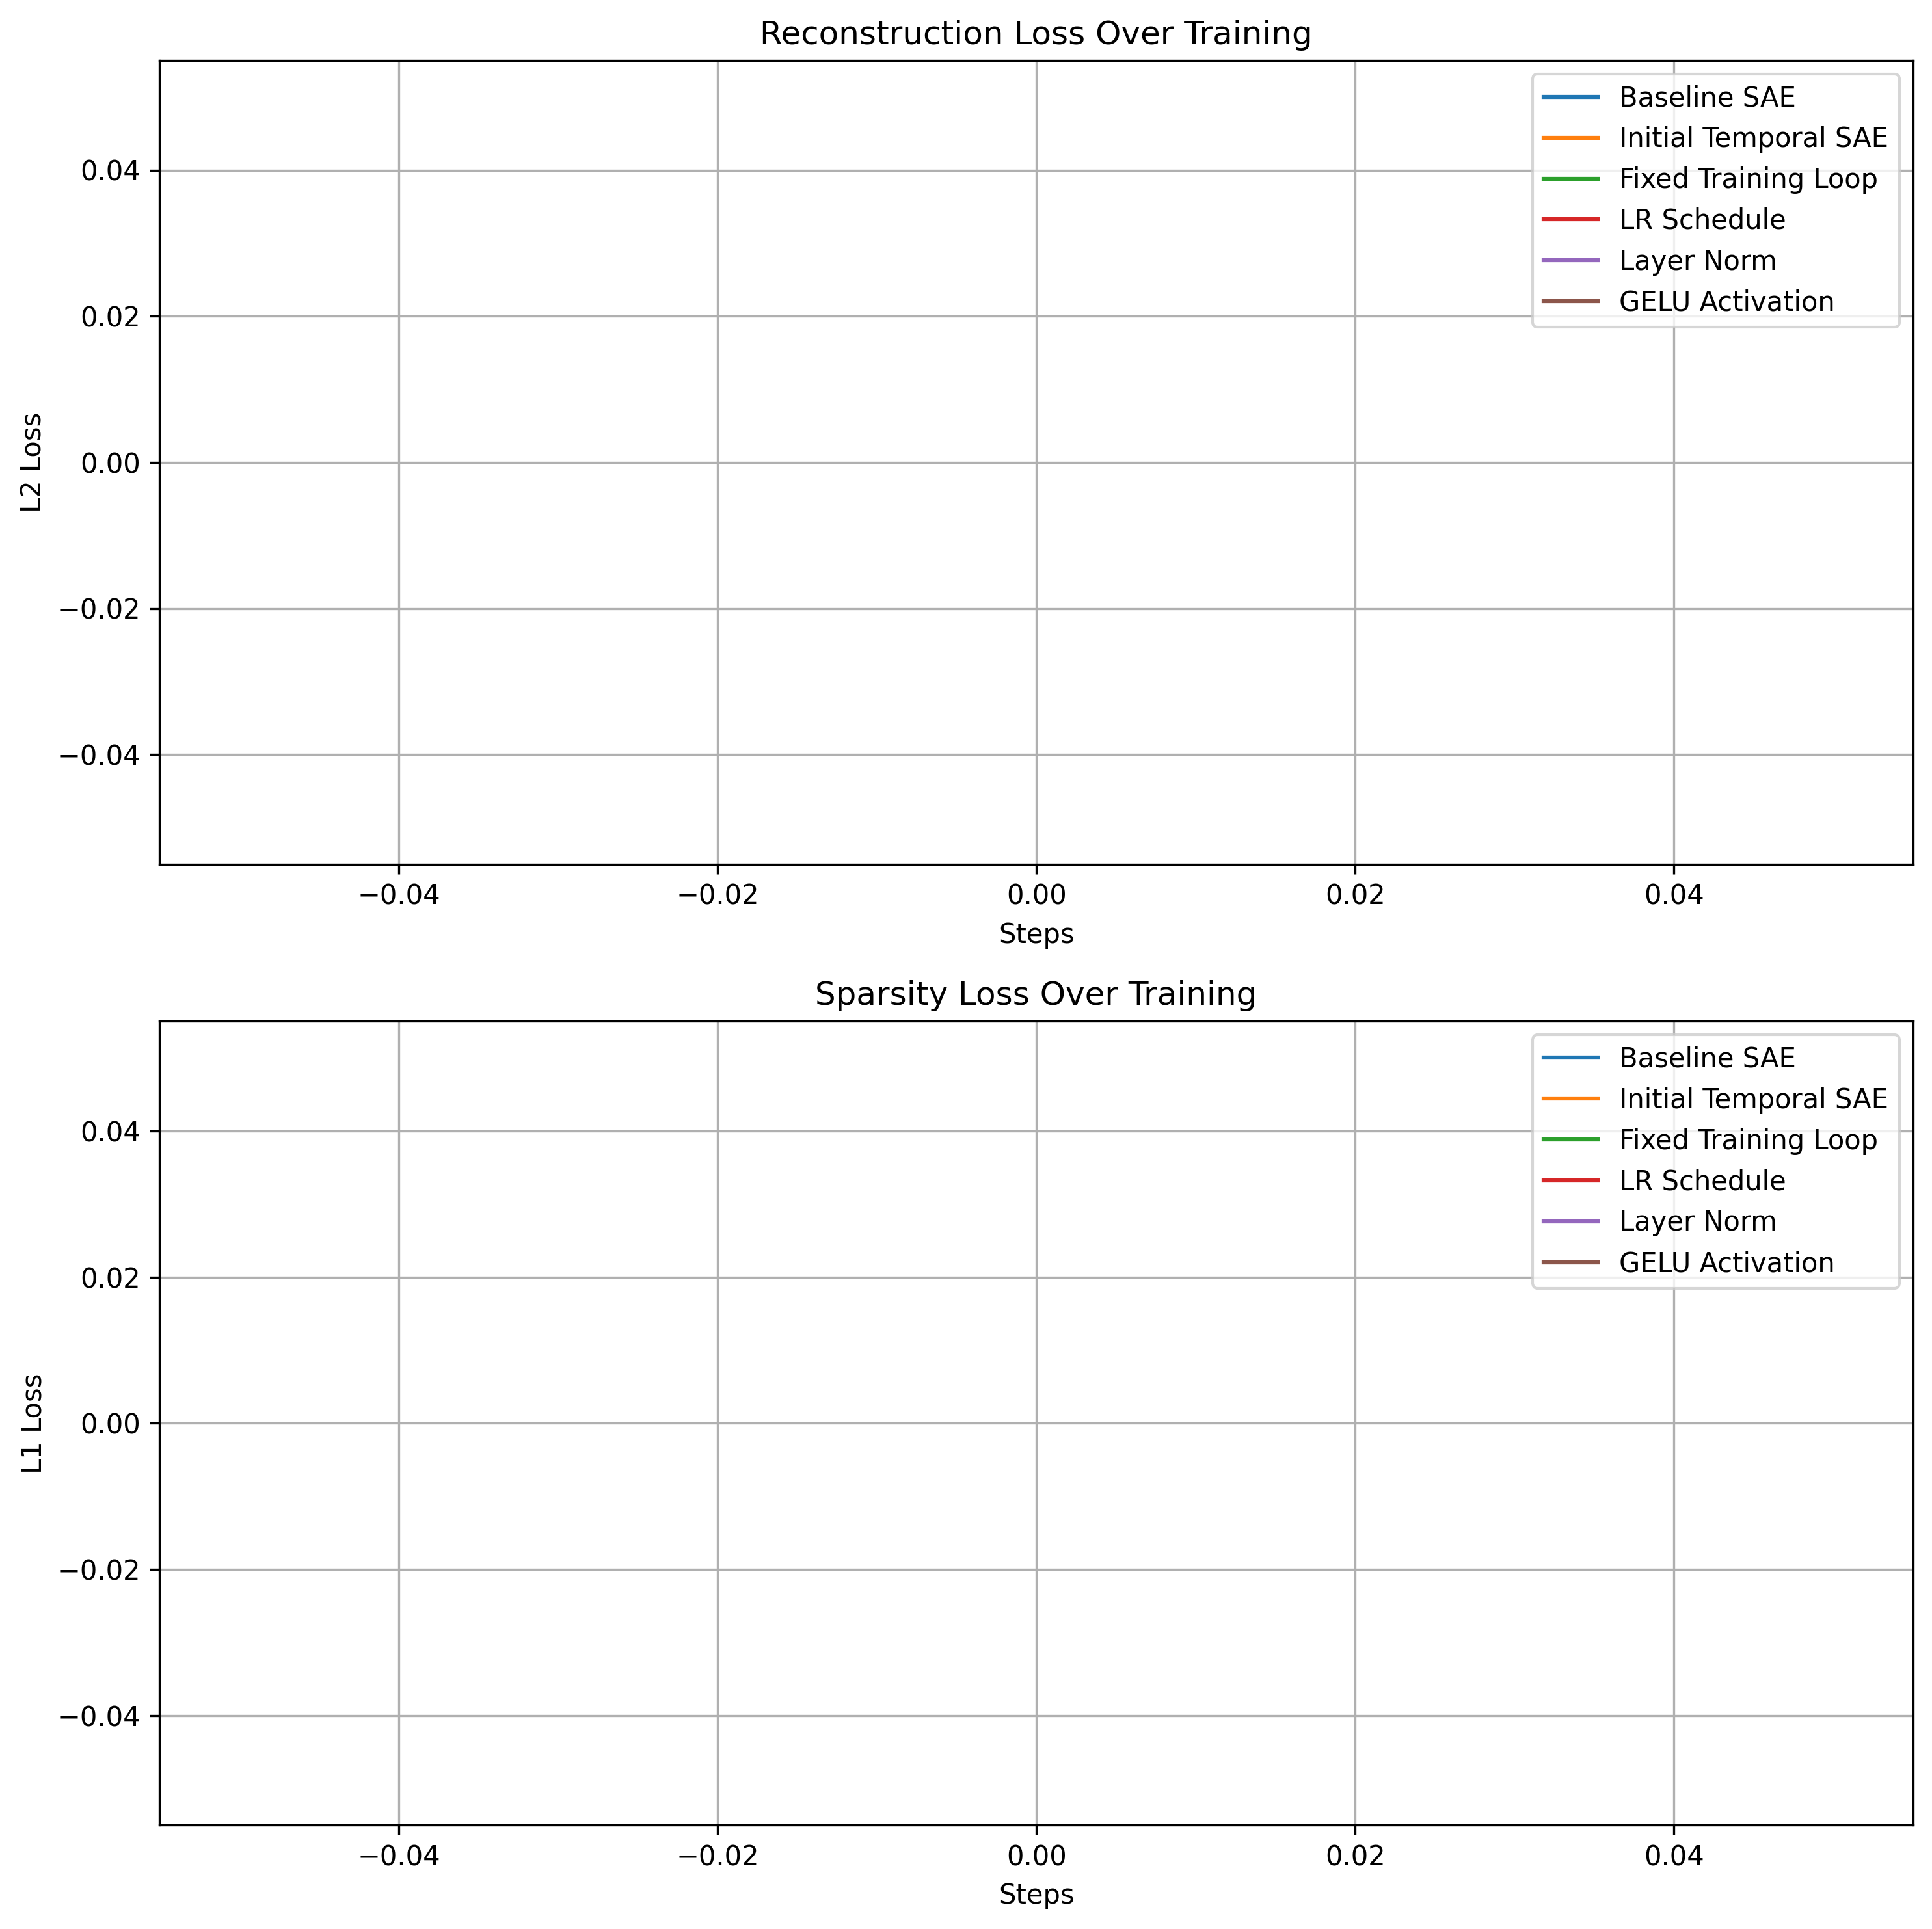 Reconstruction Loss Over Training
Baseline SAE
Initial Temporal SAE
Fixed Training Loop
LR Schedule
Layer Norm
GELU Activation
L2 Loss
0.04
0.02
0.00
−0.02
−0.04
−0.04 −0.02 0.00 0.02 0.04
Steps
Sparsity Loss Over Training
Baseline SAE
Initial Temporal SAE
Fixed Training Loop
LR Schedule
Layer Norm
GELU Activation
L1 Loss
0.04
0.02
0.00
−0.02
−0.04
−0.04 −0.02 0.00 0.02 0.04
Steps